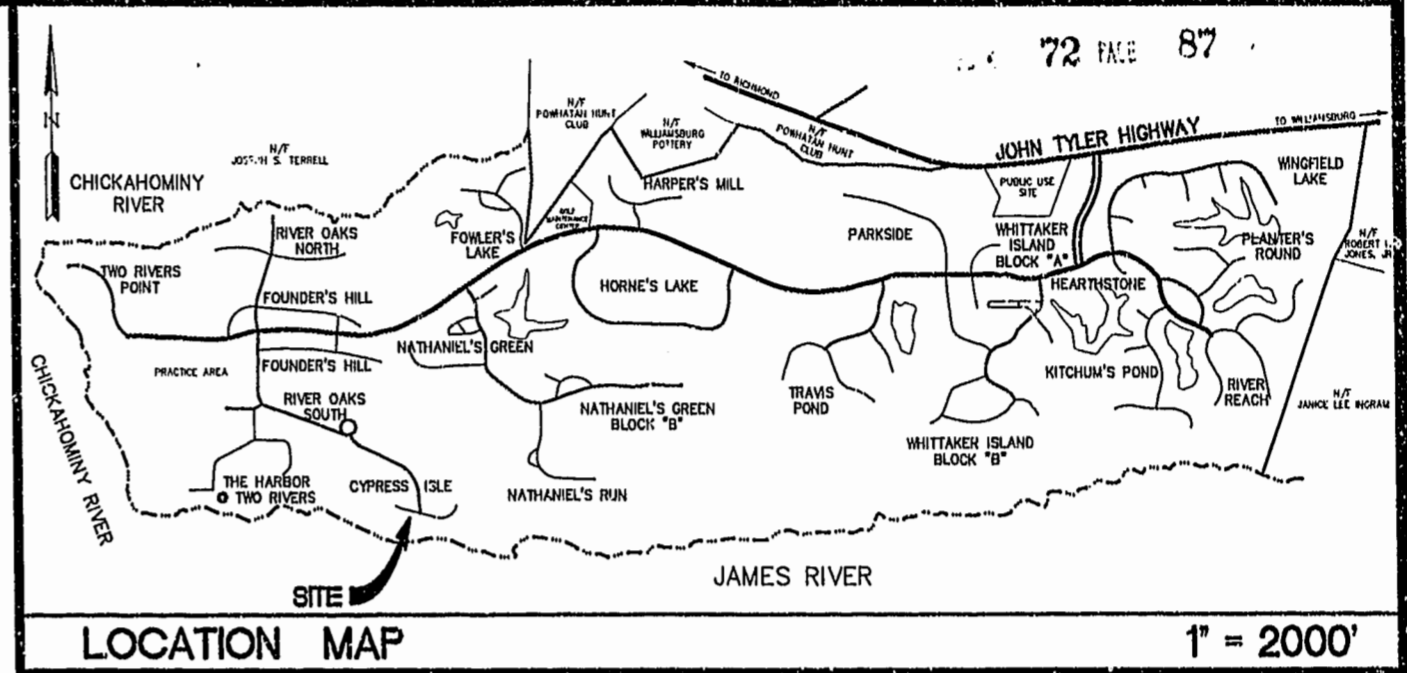 72 PAGE 87
TO RICHMOND
N/F
POWHATAN HUNT
CLUB
N/F
WILLIAMSBURG
POTTERY
N/F
POWHATAN HUNT
CLUB
JOHN TYLER HIGHWAY
TO WILLIAMSBURG
N
N/F
JOSEPH S. TERRELL
CHICKAHOMINY
RIVER
HARPER'S MILL
PUBLIC USE
SITE
WINGFIELD
LAKE
RIVER OAKS
NORTH
FOWLER'S
LAKE
MAINTENANCE
CENTER
PARKSIDE
WHITTAKER
ISLAND
BLOCK "A"
PLANTER'S
ROUND
N/F
ROBERT
JONES, JR
TWO RIVERS
POINT
FOUNDER'S HILL
HORNE'S LAKE
HEARTHSTONE
NATHANIEL'S GREEN
PRACTICE AREA
FOUNDER'S HILL
KITCHUM'S POND
CHICKAHOMINY RIVER
RIVER OAKS
SOUTH
NATHANIEL'S GREEN
BLOCK "B"
TRAVIS
POND
RIVER
REACH
N/F
JANICE LEE INGRAM
WHITTAKER ISLAND
BLOCK "B"
THE HARBOR
@ TWO RIVERS
CYPRESS ISLE
NATHANIEL'S RUN
JAMES RIVER
SITE
LOCATION MAP
1" = 2000'